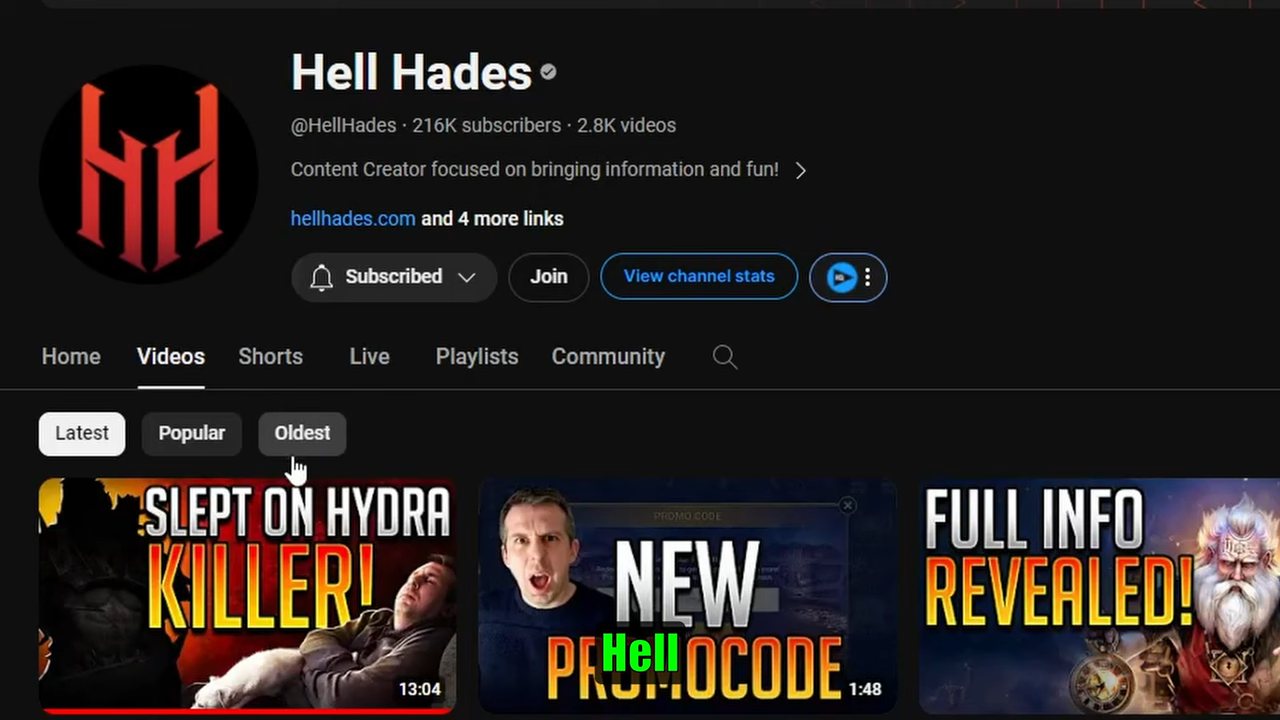 Hell Hades
@HellHades · 216K subscribers · 2.8K videos
Content Creator focused on bringing information and fun!
hellhades.com and 4 more links
Subscribed
Join
View channel stats
Home
Videos
Shorts
Live
Playlists
Community
Latest
Popular
Oldest
SLEPT ON HYDRA
KILLER!
13:04
PROMO CODE
NEW
PROMOCODE
1:48
Hell
FULL INFO
REVEALED!